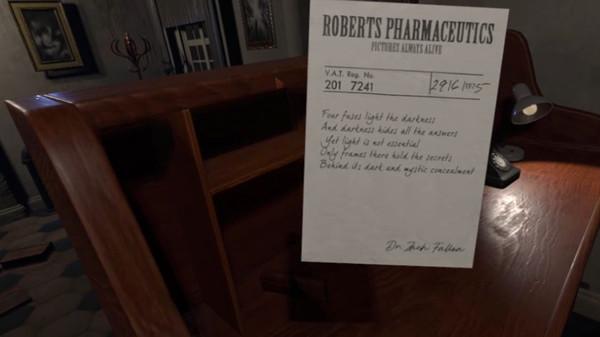 ROBERTS PHARMACEUTICS
PICTURES ALWAYS ALIVE
V.A.T. Reg. No.
201 7241
Four fuses light the darkness
And darkness hides all the answers
Yet light is not essential
Only frames there hold the secrets
Behind its dark and mystic concealment